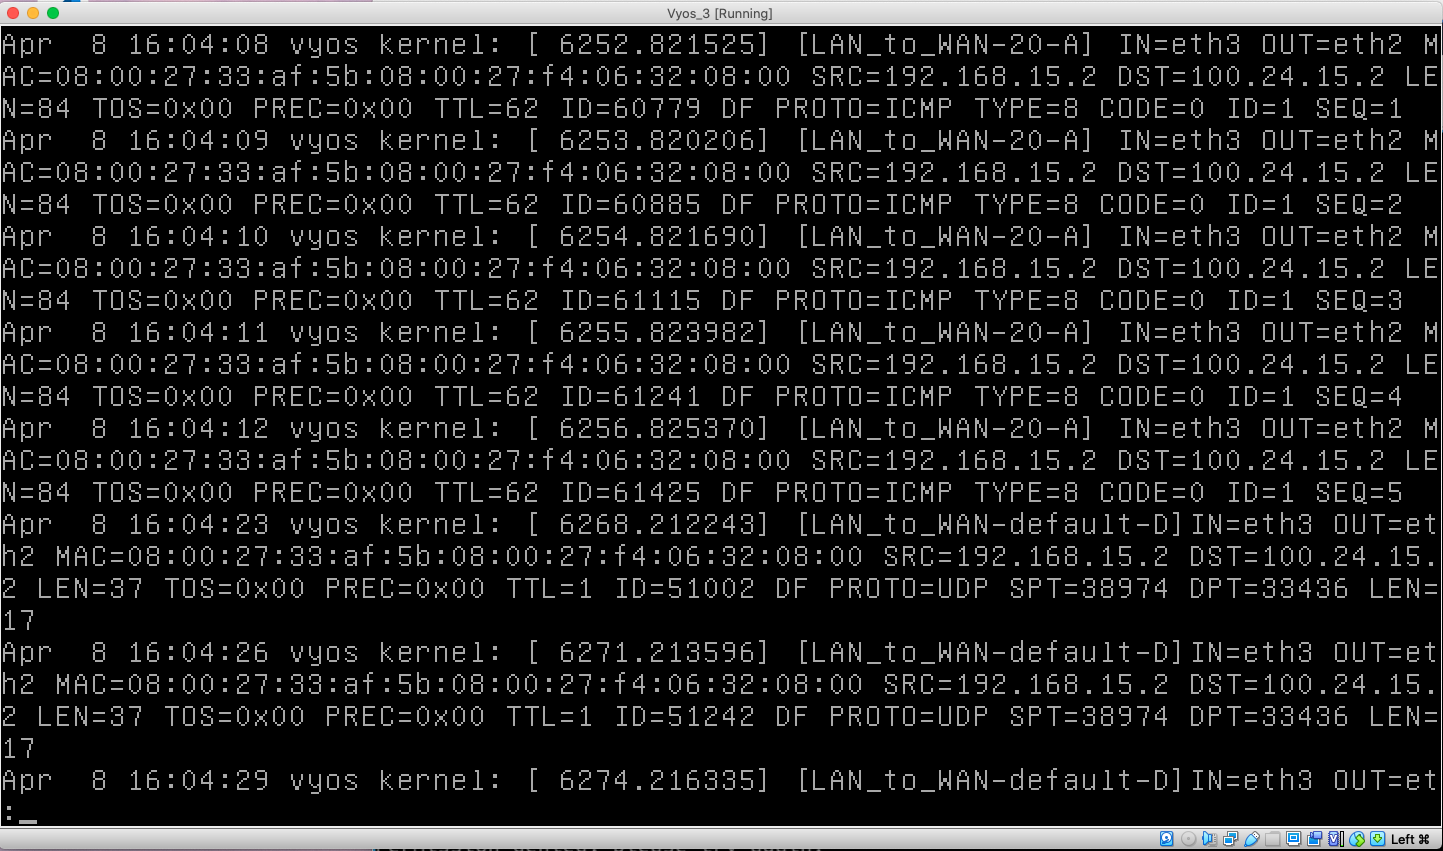 Vyos_3 [Running]
Apr  8 16:04:08 vyos kernel: [ 6252.821525] [LAN_to_WAN-20-A] IN=eth3 OUT=eth2 M
AC=08:00:27:33:af:5b:08:00:27:f4:06:32:08:00 SRC=192.168.15.2 DST=100.24.15.2 LE
N=84 TOS=0x00 PREC=0x00 TTL=62 ID=60779 DF PROTO=ICMP TYPE=8 CODE=0 ID=1 SEQ=1
Apr  8 16:04:09 vyos kernel: [ 6253.820206] [LAN_to_WAN-20-A] IN=eth3 OUT=eth2 M
AC=08:00:27:33:af:5b:08:00:27:f4:06:32:08:00 SRC=192.168.15.2 DST=100.24.15.2 LE
N=84 TOS=0x00 PREC=0x00 TTL=62 ID=60885 DF PROTO=ICMP TYPE=8 CODE=0 ID=1 SEQ=2
Apr  8 16:04:10 vyos kernel: [ 6254.821690] [LAN_to_WAN-20-A] IN=eth3 OUT=eth2 M
AC=08:00:27:33:af:5b:08:00:27:f4:06:32:08:00 SRC=192.168.15.2 DST=100.24.15.2 LE
N=84 TOS=0x00 PREC=0x00 TTL=62 ID=61115 DF PROTO=ICMP TYPE=8 CODE=0 ID=1 SEQ=3
Apr  8 16:04:11 vyos kernel: [ 6255.823982] [LAN_to_WAN-20-A] IN=eth3 OUT=eth2 M
AC=08:00:27:33:af:5b:08:00:27:f4:06:32:08:00 SRC=192.168.15.2 DST=100.24.15.2 LE
N=84 TOS=0x00 PREC=0x00 TTL=62 ID=61241 DF PROTO=ICMP TYPE=8 CODE=0 ID=1 SEQ=4
Apr  8 16:04:12 vyos kernel: [ 6256.825370] [LAN_to_WAN-20-A] IN=eth3 OUT=eth2 M
AC=08:00:27:33:af:5b:08:00:27:f4:06:32:08:00 SRC=192.168.15.2 DST=100.24.15.2 LE
N=84 TOS=0x00 PREC=0x00 TTL=62 ID=61425 DF PROTO=ICMP TYPE=8 CODE=0 ID=1 SEQ=5
Apr  8 16:04:23 vyos kernel: [ 6268.212243] [LAN_to_WAN-default-D]IN=eth3 OUT=et
h2 MAC=08:00:27:33:af:5b:08:00:27:f4:06:32:08:00 SRC=192.168.15.2 DST=100.24.15.
2 LEN=37 TOS=0x00 PREC=0x00 TTL=1 ID=51002 DF PROTO=UDP SPT=38974 DPT=33436 LEN=
17
Apr  8 16:04:26 vyos kernel: [ 6271.213596] [LAN_to_WAN-default-D]IN=eth3 OUT=et
h2 MAC=08:00:27:33:af:5b:08:00:27:f4:06:32:08:00 SRC=192.168.15.2 DST=100.24.15.
2 LEN=37 TOS=0x00 PREC=0x00 TTL=1 ID=51242 DF PROTO=UDP SPT=38974 DPT=33436 LEN=
17
Apr  8 16:04:29 vyos kernel: [ 6274.216335] [LAN_to_WAN-default-D]IN=eth3 OUT=et
:_
Left ⌘